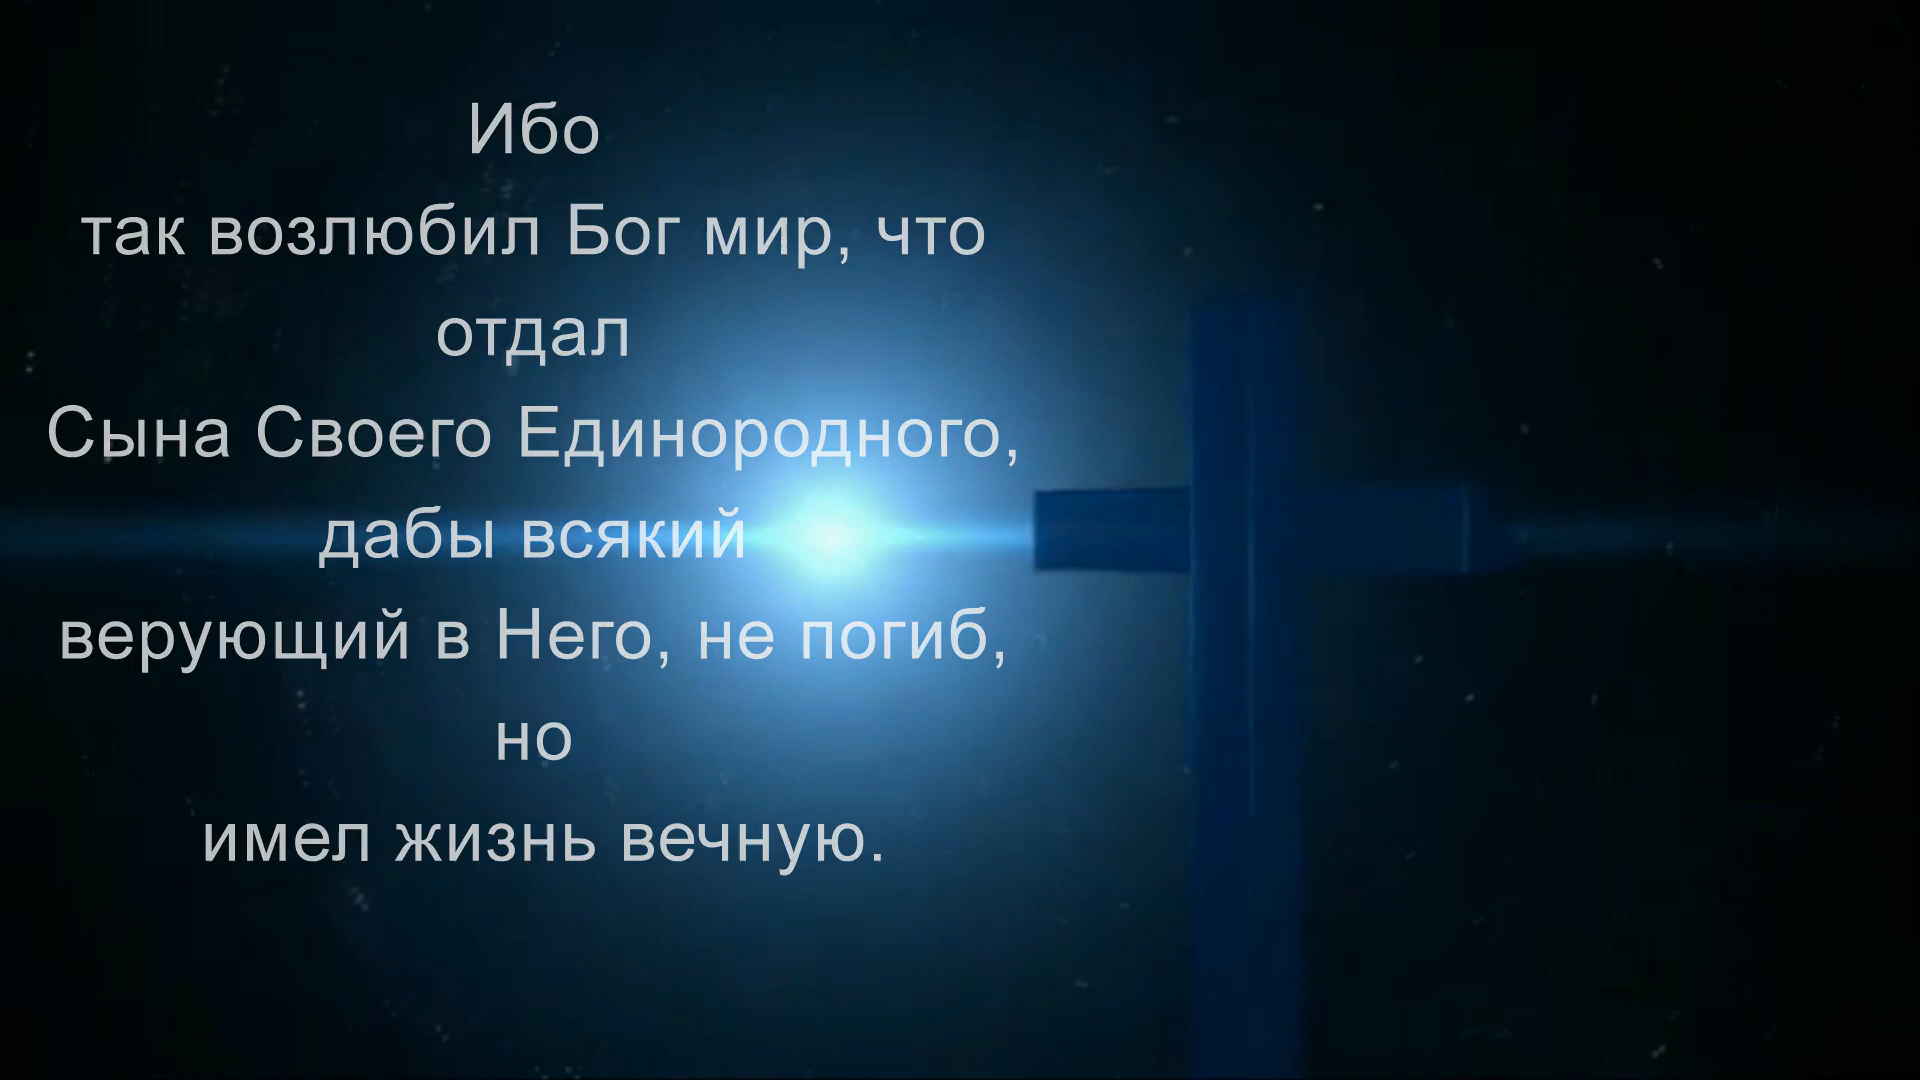 Ибо
так возлюбил Бог мир, что
отдал
Сына Своего Единородного,
дабы всякий
верующий в Него, не погиб,
но
имел жизнь вечную.